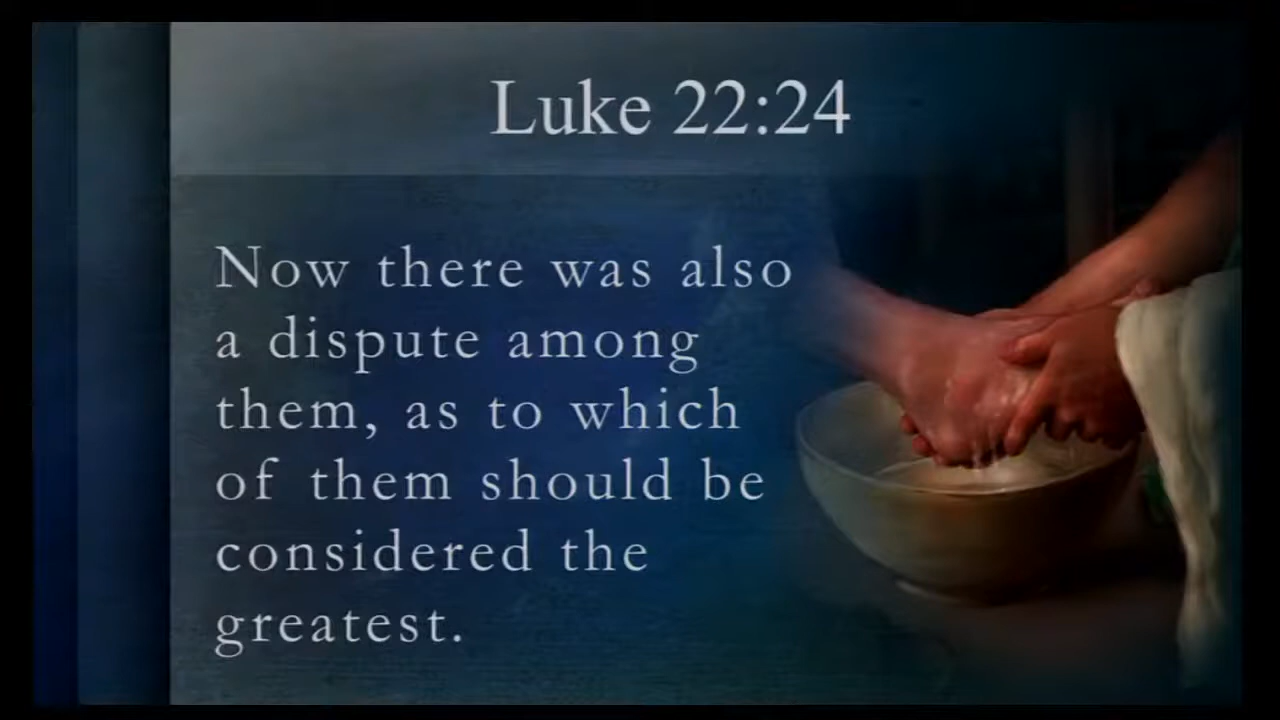 Luke 22:24
Now there was also
a dispute among
them, as to which
of them should be
considered the
greatest.